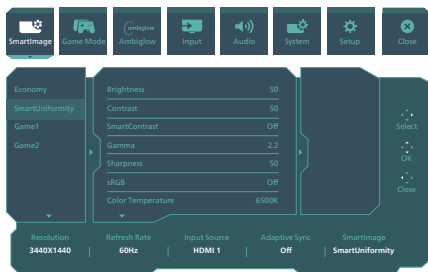 ambiglow
SmartImage Game Mode Ambiglow Input Audio System Setup Close
Economy
SmartUniformity
Game1
Game2
Brightness 50
Contrast 50
SmartContrast Off
Gamma 2.2
Sharpness 50
sRGB Off
Color Temperature 6500K
Select
OK
Close
Resolution Refresh Rate Input Source Adaptive Sync SmartImage
3440X1440 | 60Hz | HDMI 1 | Off | SmartUniformity